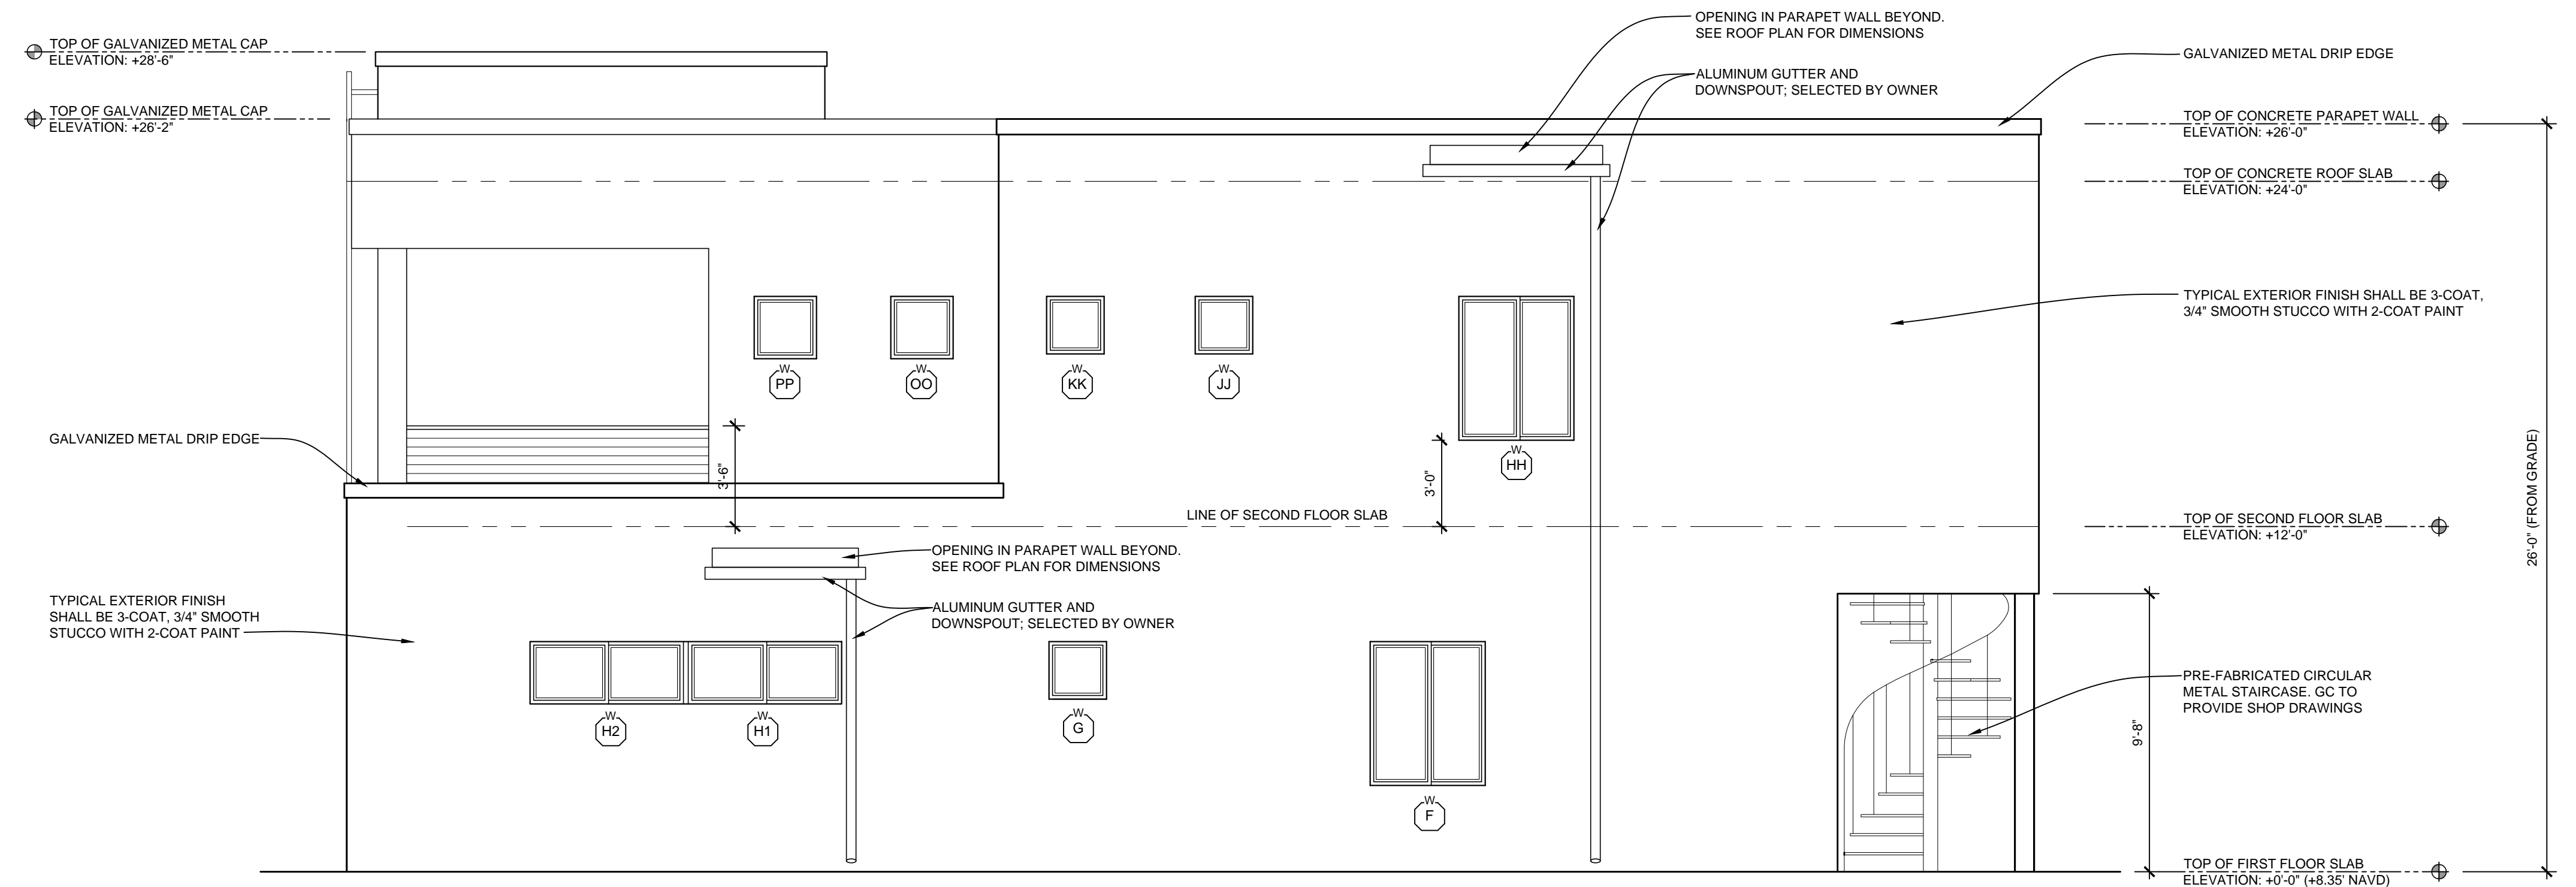 OPENING IN PARAPET WALL BEYOND.
SEE ROOF PLAN FOR DIMENSIONS
TOP OF GALVANIZED METAL CAP
ELEVATION: +28'-6"
GALVANIZED METAL DRIP EDGE
ALUMINUM GUTTER AND
DOWNSPOUT; SELECTED BY OWNER
TOP OF GALVANIZED METAL CAP
ELEVATION: +26'-2"
TOP OF CONCRETE PARAPET WALL
ELEVATION: +26'-0"
TOP OF CONCRETE ROOF SLAB
ELEVATION: +24'-0"
TYPICAL EXTERIOR FINISH SHALL BE 3-COAT,
3/4" SMOOTH STUCCO WITH 2-COAT PAINT
W
PP
W
OO
W
KK
W
JJ
W
HH
GALVANIZED METAL DRIP EDGE
3'-6"
3'-0"
26'-0" (FROM GRADE)
LINE OF SECOND FLOOR SLAB
TOP OF SECOND FLOOR SLAB
ELEVATION: +12'-0"
OPENING IN PARAPET WALL BEYOND.
SEE ROOF PLAN FOR DIMENSIONS
TYPICAL EXTERIOR FINISH
SHALL BE 3-COAT, 3/4" SMOOTH
STUCCO WITH 2-COAT PAINT
ALUMINUM GUTTER AND
DOWNSPOUT; SELECTED BY OWNER
PRE-FABRICATED CIRCULAR
METAL STAIRCASE. GC TO
PROVIDE SHOP DRAWINGS
W
H2
W
H1
W
G
W
F
9'-8"
TOP OF FIRST FLOOR SLAB
ELEVATION: +0'-0" (+8.35' NAVD)